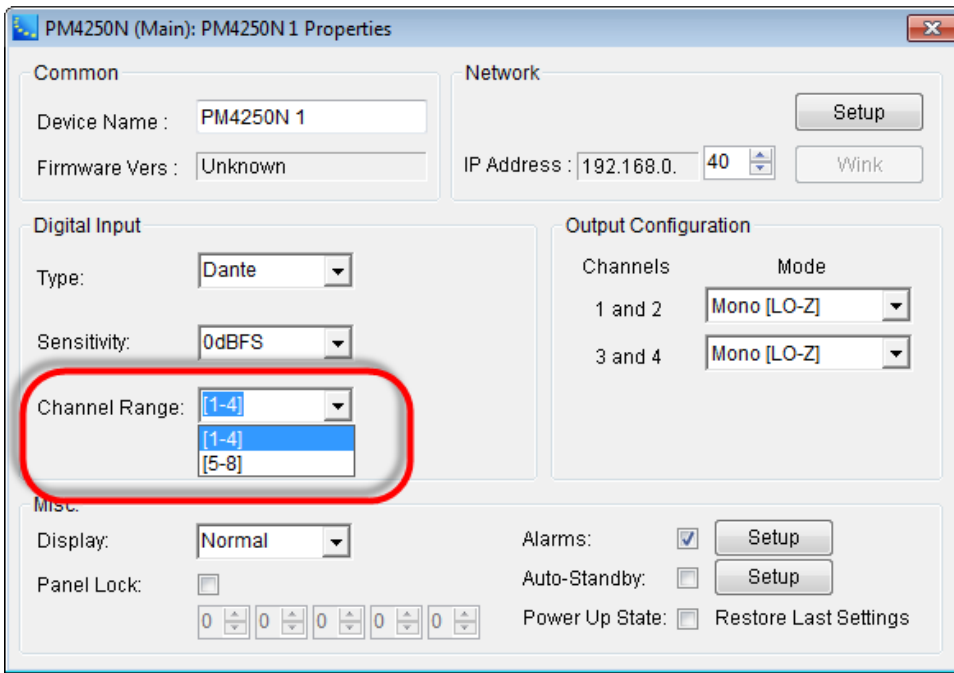 PM4250N (Main): PM4250N 1 Properties
Common
Device Name : PM4250N 1
Firmware Vers : Unknown
Network
Setup
IP Address : 192.168.0. 40 Wink
Digital Input
Type: Dante
Sensitivity: 0dBFS
Channel Range: [1-4]
[1-4]
[5-8]
Output Configuration
Channels Mode
1 and 2 Mono [LO-Z]
3 and 4 Mono [LO-Z]
Misc.
Display: Normal
Panel Lock:
0 0 0 0 0
Alarms: Setup
Auto-Standby: Setup
Power Up State: Restore Last Settings